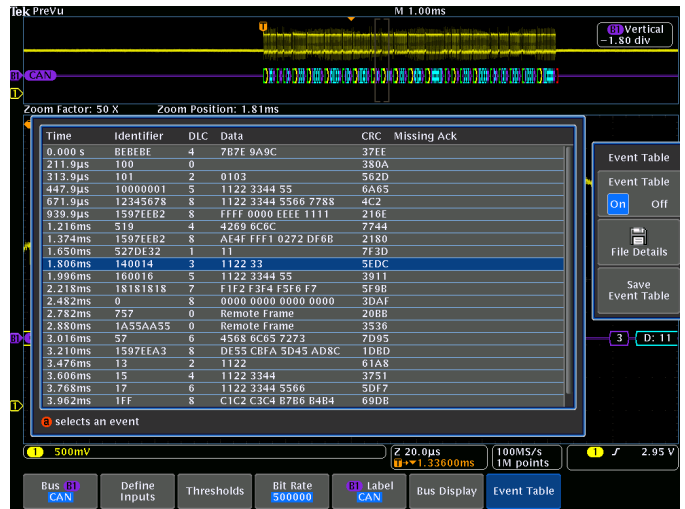 Tek PreVu M 1.00ms
T
B1 Vertical
-1.80 div
B1 CAN
1
Zoom Factor: 50 X Zoom Position: 1.81ms
Time Identifier DLC Data CRC Missing Ack
0.000 s BEBEBE 4 7B7E 9A9C 37EE
211.9µs 100 0 380A
313.9µs 101 2 0103 562D
447.9µs 10000001 5 1122 3344 55 6A65
671.9µs 12345678 8 1122 3344 5566 7788 4C2
939.9µs 1597EEB2 8 FFFF 0000 EEEE 1111 216E
1.216ms 519 4 4269 6C6C 7744
1.374ms 1597EEB2 8 AE4F FFF1 0272 DF6B 2180
1.650ms 527DE32 1 11 7F3D
1.806ms 140014 3 1122 33 5EDC
1.996ms 160016 5 1122 3344 55 3911
2.218ms 18181818 7 F1F2 F3F4 F5F6 F7 5F9B
2.482ms 0 8 0000 0000 0000 0000 3DAF
2.782ms 757 0 Remote Frame 20BB
2.880ms 1A55AA55 0 Remote Frame 3536
3.016ms 57 6 4568 6C65 7273 7D95
3.210ms 1597EEA3 8 DE55 CBFA 5D45 AD8C 1DBD
3.476ms 13 2 1122 61A8
3.606ms 15 4 1122 3344 3751
3.768ms 17 6 1122 3344 5566 5DF7
3.962ms 1FF 8 C1C2 C3C4 B7B6 B4B4 69DB
a selects an event
Event Table
Event Table
On Off
File Details
Save
Event Table
B1 3 D: 11
1
1 500mV
Z 20.0µs
T→▼1.33600ms
100MS/s
1M points
1 ʃ 2.95 V
Bus B1
CAN
Define
Inputs
Thresholds
Bit Rate
500000
B1 Label
CAN
Bus Display
Event Table